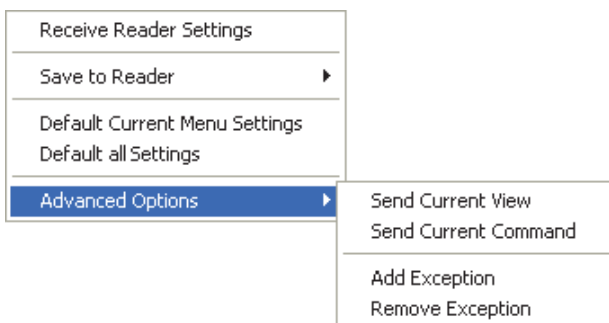 Receive Reader Settings
Save to Reader
Default Current Menu Settings
Default all Settings
Advanced Options
Send Current View
Send Current Command
Add Exception
Remove Exception